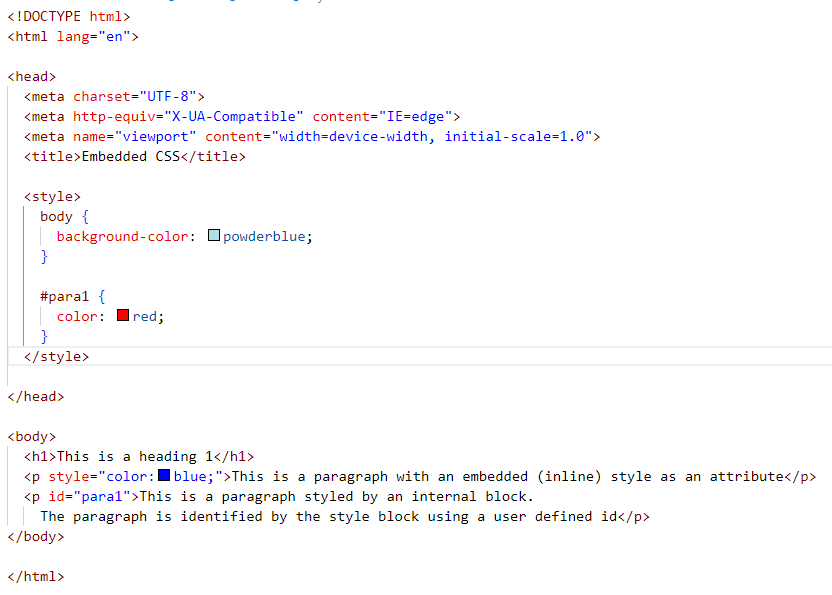 <!DOCTYPE html>
<html lang="en">
<head>
<meta charset="UTF-8">
<meta http-equiv="X-UA-Compatible" content="IE=edge">
<meta name="viewport" content="width=device-width, initial-scale=1.0">
<title>Embedded CSS</title>
<style>
body {
background-color: powderblue;
}
#para1 {
color: red;
}
</style>
</head>
<body>
<h1>This is a heading 1</h1>
<p style="color:blue;">This is a paragraph with an embedded (inline) style as an attribute</p>
<p id="para1">This is a paragraph styled by an internal block.
The paragraph is identified by the style block using a user defined id</p>
</body>
</html>